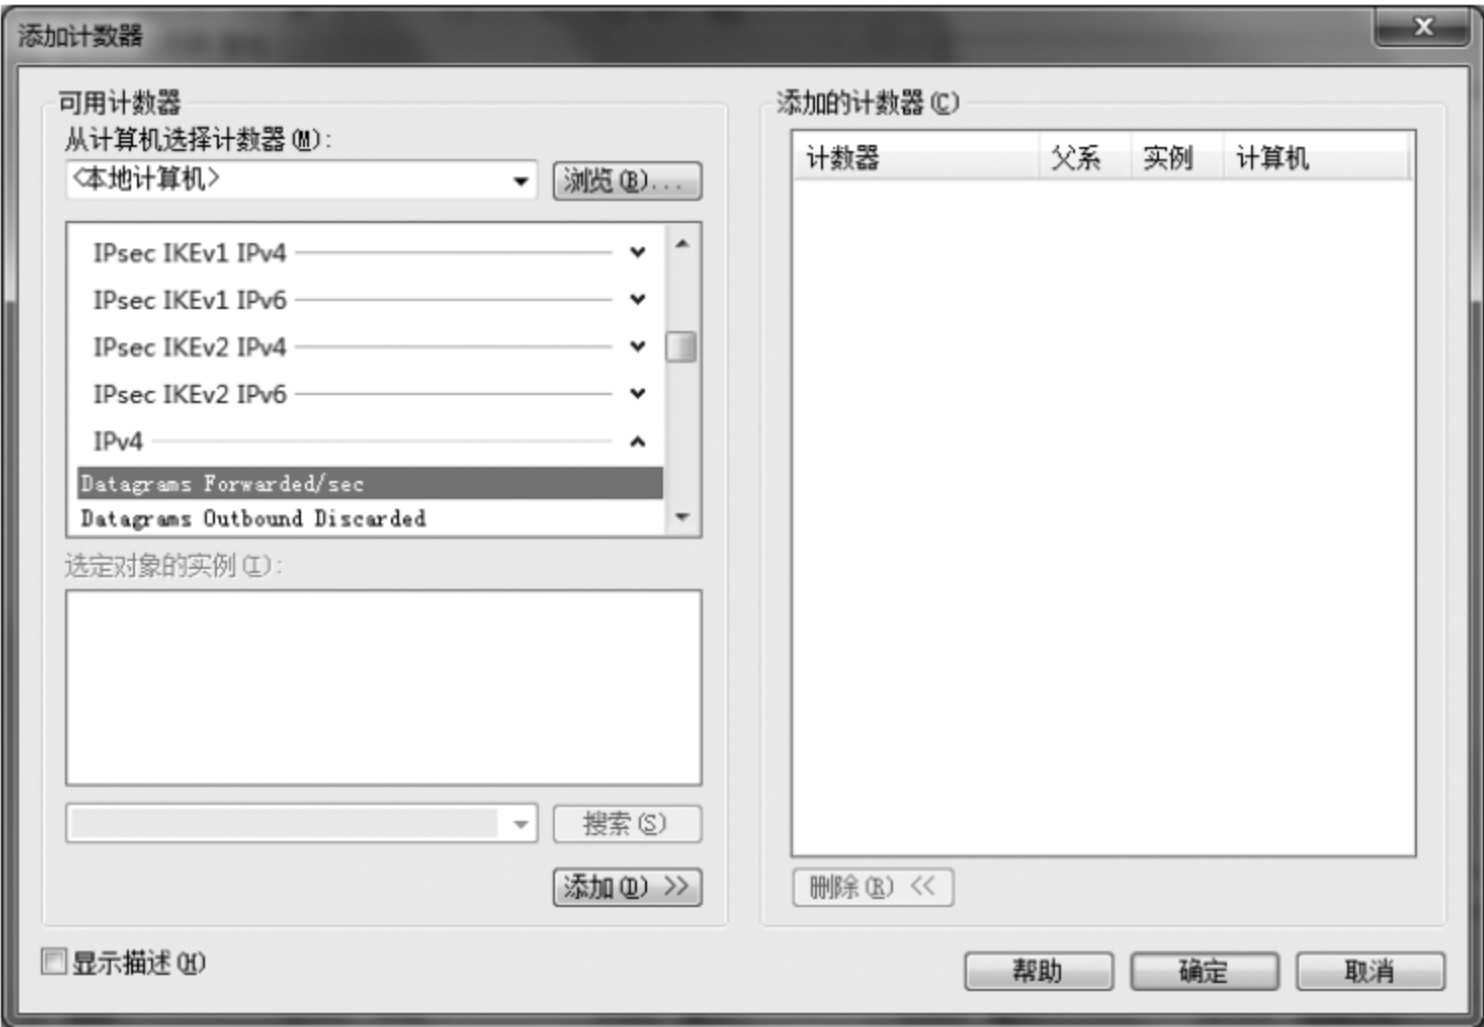 添加计数器
可用计数器
从计算机选择计数器(M):
<本地计算机>
浏览(B)...
IPsec IKEv1 IPv4
IPsec IKEv1 IPv6
IPsec IKEv2 IPv4
IPsec IKEv2 IPv6
IPv4
Datagrams Forwarded/sec
Datagrams Outbound Discarded
选定对象的实例(I):
搜索(S)
添加(D) >>
显示描述(H)
添加的计数器(C)
计数器 父系 实例 计算机
删除(R) <<
帮助 确定 取消